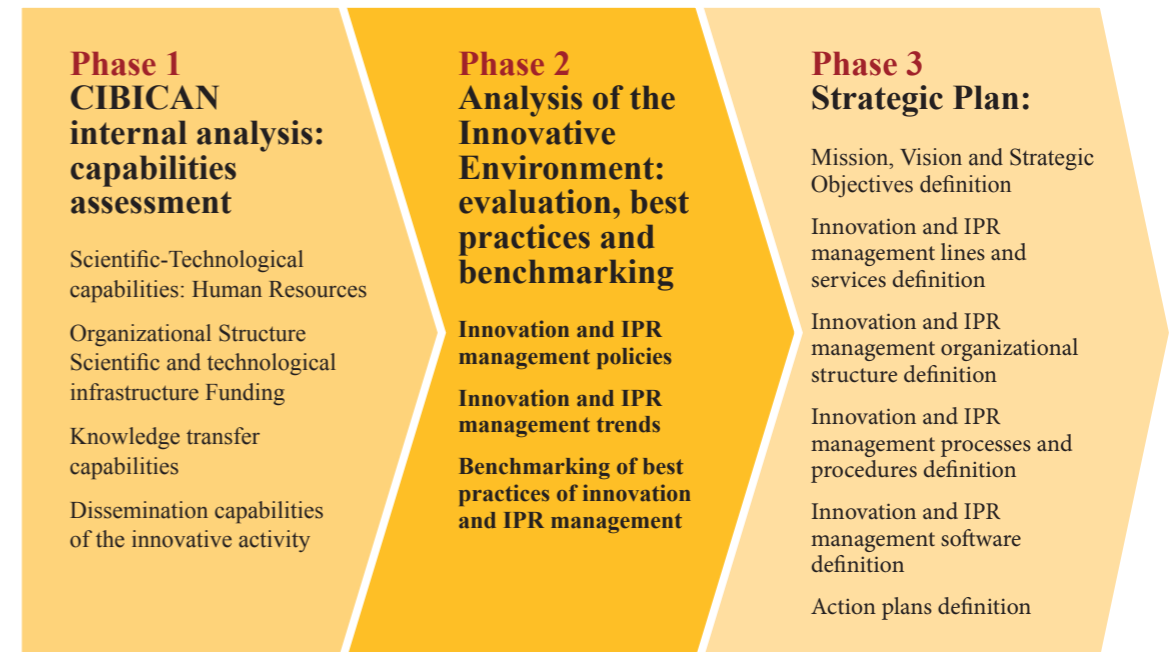 Phase 1
CIBICAN
internal analysis:
capabilities
assessment
Scientific-Technological
capabilities: Human Resources
Organizational Structure
Scientific and technological
infrastructure Funding
Knowledge transfer
capabilities
Dissemination capabilities
of the innovative activity
Phase 2
Analysis of the
Innovative
Environment:
evaluation, best
practices and
benchmarking
Innovation and IPR
management policies
Innovation and IPR
management trends
Benchmarking of best
practices of innovation
and IPR management
Phase 3
Strategic Plan:
Mission, Vision and Strategic
Objectives definition
Innovation and IPR
management lines and
services definition
Innovation and IPR
management organizational
structure definition
Innovation and IPR
management processes and
procedures definition
Innovation and IPR
management software
definition
Action plans definition